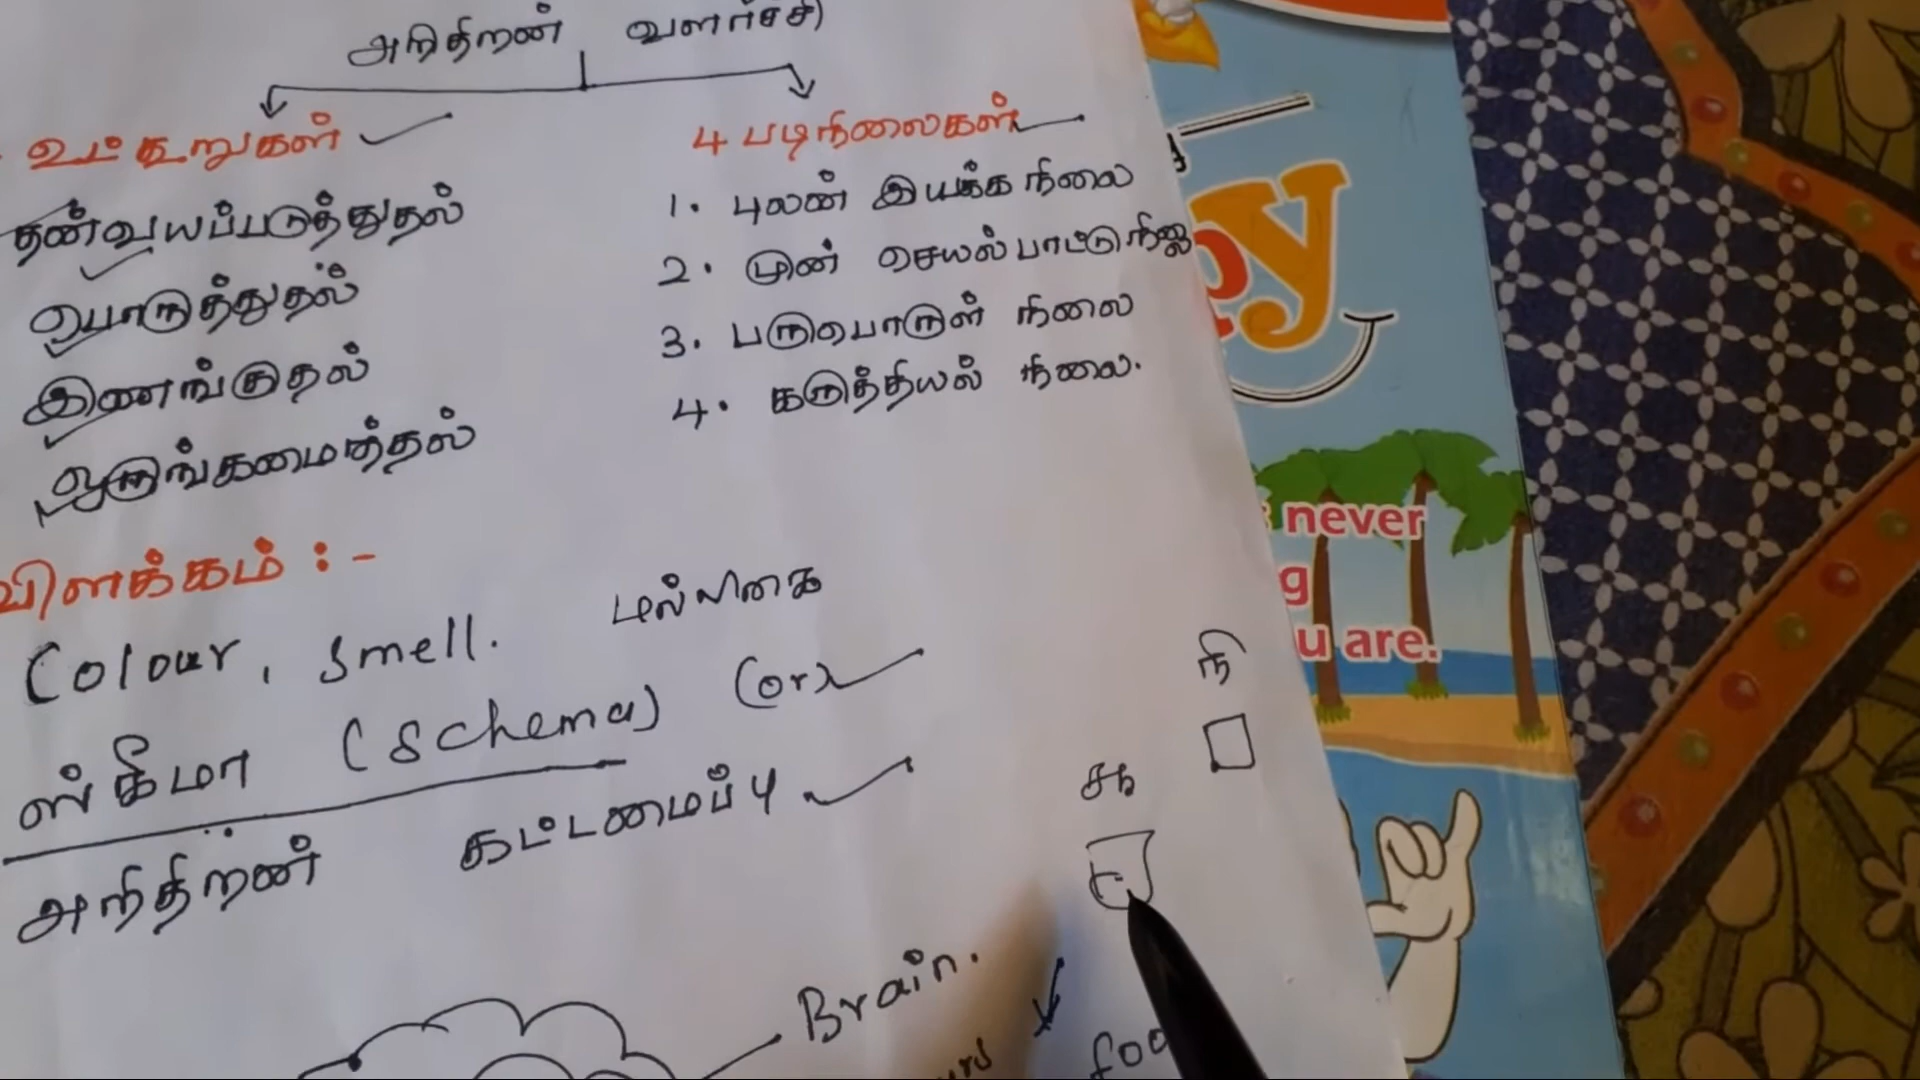 அறிதிறன் வளர்ச்சி
உட்கூறுகள்
தன்வயப்படுத்துதல்
பொருத்துதல்
இணங்குதல்
ஒருங்கமைத்தல்
4 படிநிலைகள்
1. புலன் இயக்க நிலை
2. முன் செயல்பாட்டு நிலை
3. பருபொருள் நிலை
4. கருத்தியல் நிலை.
விளக்கம் :-
Colour, Smell. மல்லிகை
ஸ்கீமா (Schema) (or)
அறிதிறன் கட்டமைப்பு
நி
Brain.
never
u are.